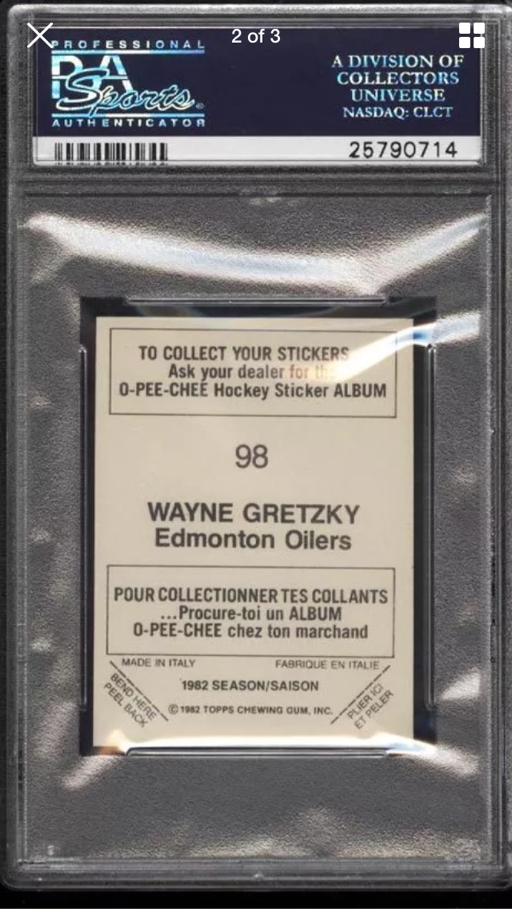 2 of 3
PROFESSIONAL
PSA
Sports
AUTHENTICATOR
A DIVISION OF
COLLECTORS
UNIVERSE
NASDAQ: CLCT
25790714
TO COLLECT YOUR STICKERS
Ask your dealer for the
O-PEE-CHEE Hockey Sticker ALBUM
98
WAYNE GRETZKY
Edmonton Oilers
POUR COLLECTIONNER TES COLLANTS
...Procure-toi un ALBUM
O-PEE-CHEE chez ton marchand
MADE IN ITALY
FABRIQUE EN ITALIE
1982 SEASON/SAISON
© 1982 TOPPS CHEWING GUM, INC.
BEND HERE
PEEL BACK
PLIER ICI
ET PELER